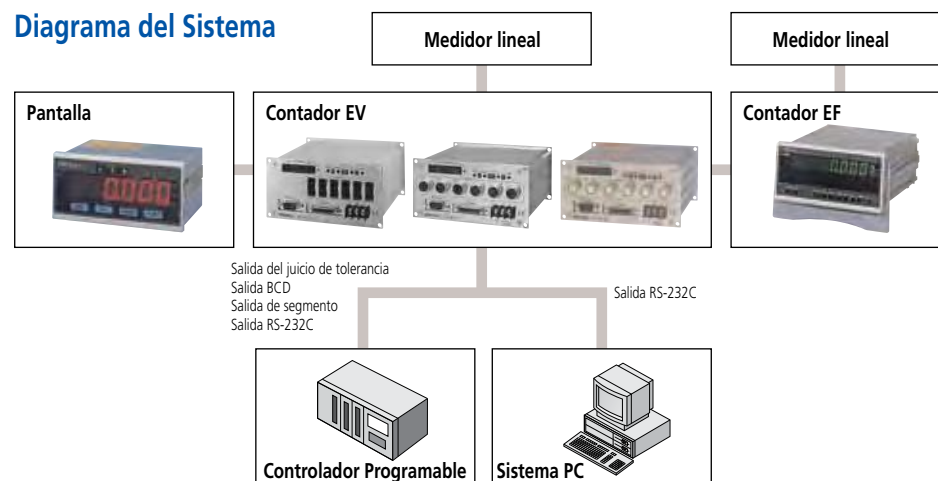 Diagrama del Sistema
Medidor lineal
Medidor lineal
Pantalla
Contador EV
Contador EF
Salida del juicio de tolerancia
Salida BCD
Salida de segmento
Salida RS-232C
Salida RS-232C
Controlador Programable
Sistema PC